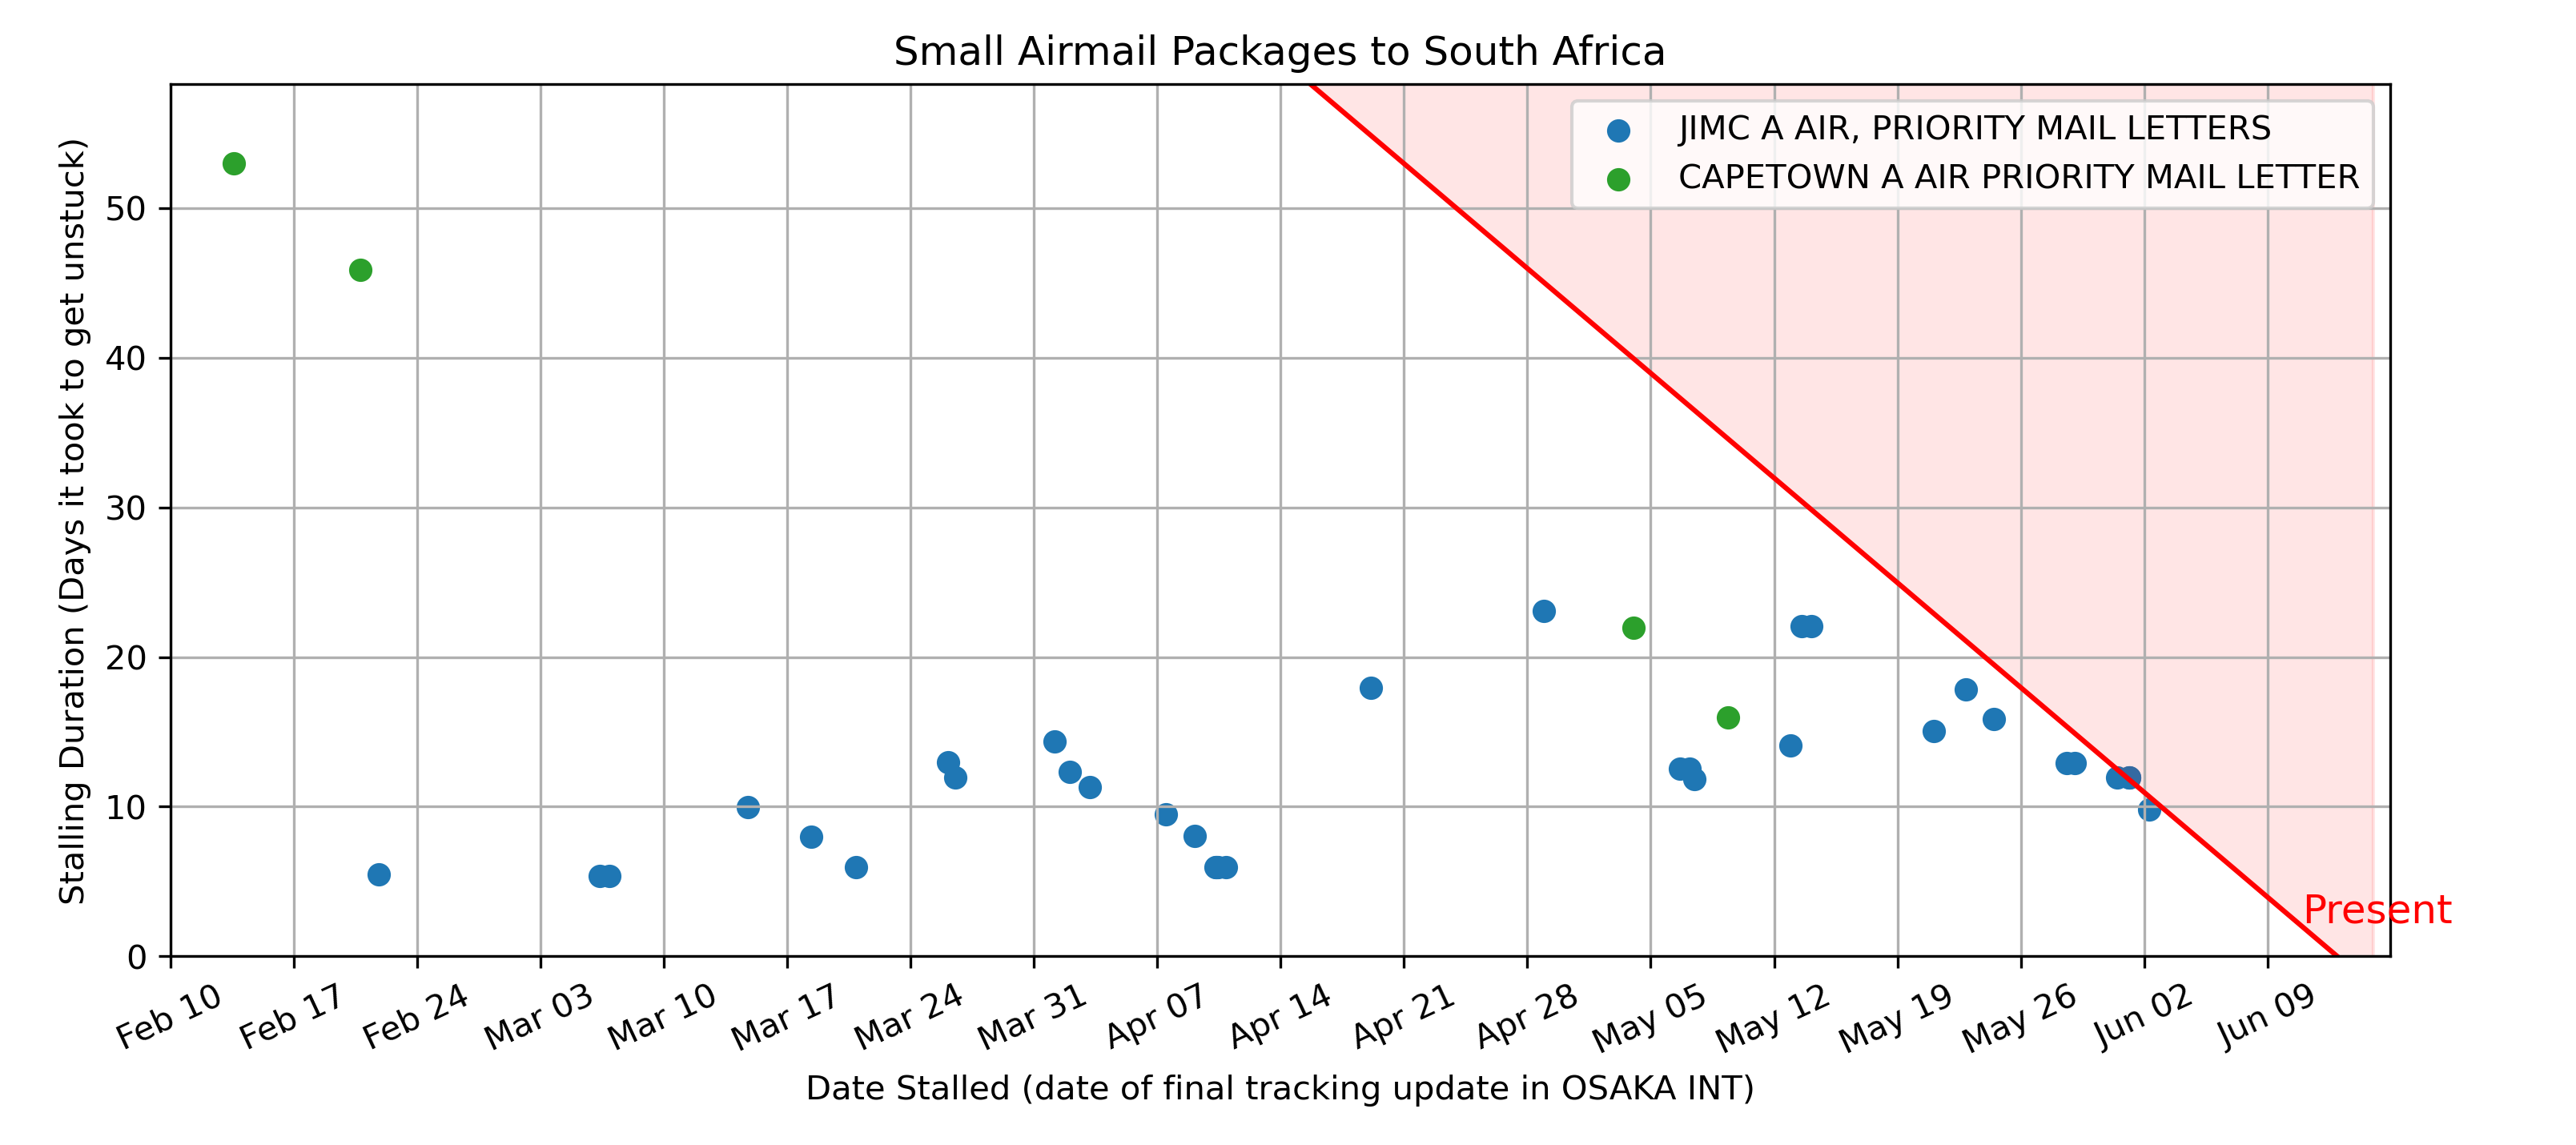 Small Airmail Packages to South Africa
JIMC A AIR, PRIORITY MAIL LETTERS
CAPETOWN A AIR PRIORITY MAIL LETTER
Stalling Duration (Days it took to get unstuck)
50
40
30
20
10
0
Present
Feb 10
Feb 17
Feb 24
Mar 03
Mar 10
Mar 17
Mar 24
Mar 31
Apr 07
Apr 14
Apr 21
Apr 28
May 05
May 12
May 19
May 26
Jun 02
Jun 09
Date Stalled (date of final tracking update in OSAKA INT)